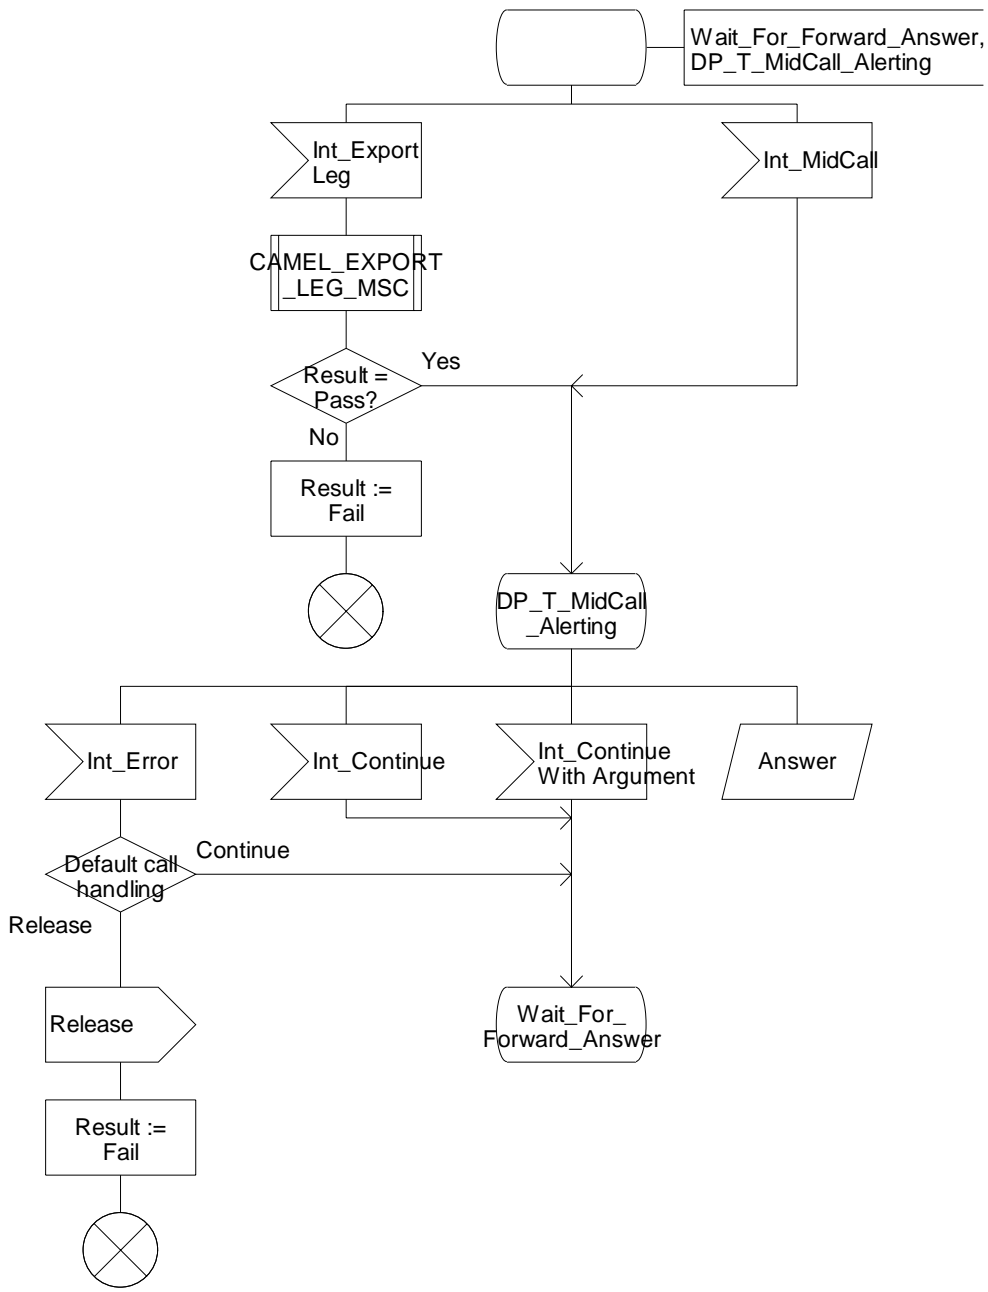 Wait_For_Forward_Answer,
DP_T_MidCall_Alerting
Int_Export
Leg
Int_MidCall
CAMEL_EXPORT
_LEG_MSC
Result =
Pass?
Yes
No
Result :=
Fail
DP_T_MidCall
_Alerting
Int_Error
Int_Continue
Int_Continue
With Argument
Answer
Default call
handling
Continue
Release
Release
Wait_For_
Forward_Answer
Result :=
Fail